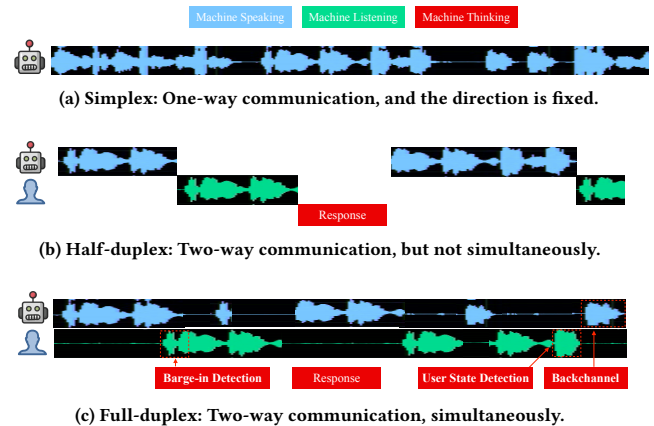 Machine Speaking Machine Listening Machine Thinking
(a) Simplex: One-way communication, and the direction is fixed.
Response
(b) Half-duplex: Two-way communication, but not simultaneously.
Barge-in Detection Response User State Detection Backchannel
(c) Full-duplex: Two-way communication, simultaneously.